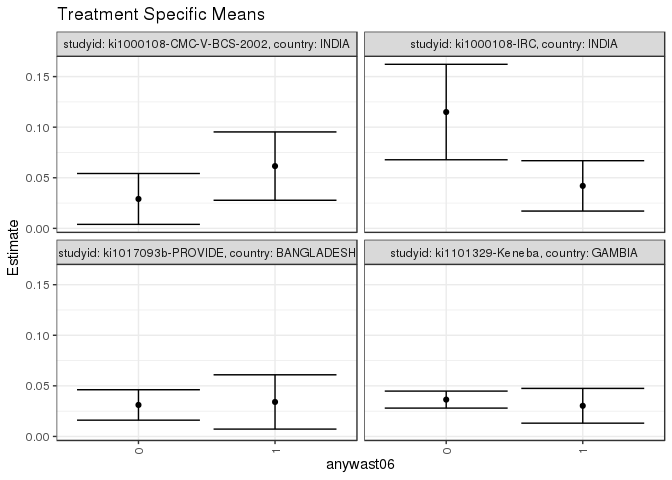 Treatment Specific Means
studyid: ki1000108-CMC-V-BCS-2002, country: INDIA
studyid: ki1000108-IRC, country: INDIA
0.15
0.10
0.05
0.00
studyid: ki1017093b-PROVIDE, country: BANGLADESH
studyid: ki1101329-Keneba, country: GAMBIA
0.15
0.10
0.05
0.00
Estimate
0
1
0
1
anywast06